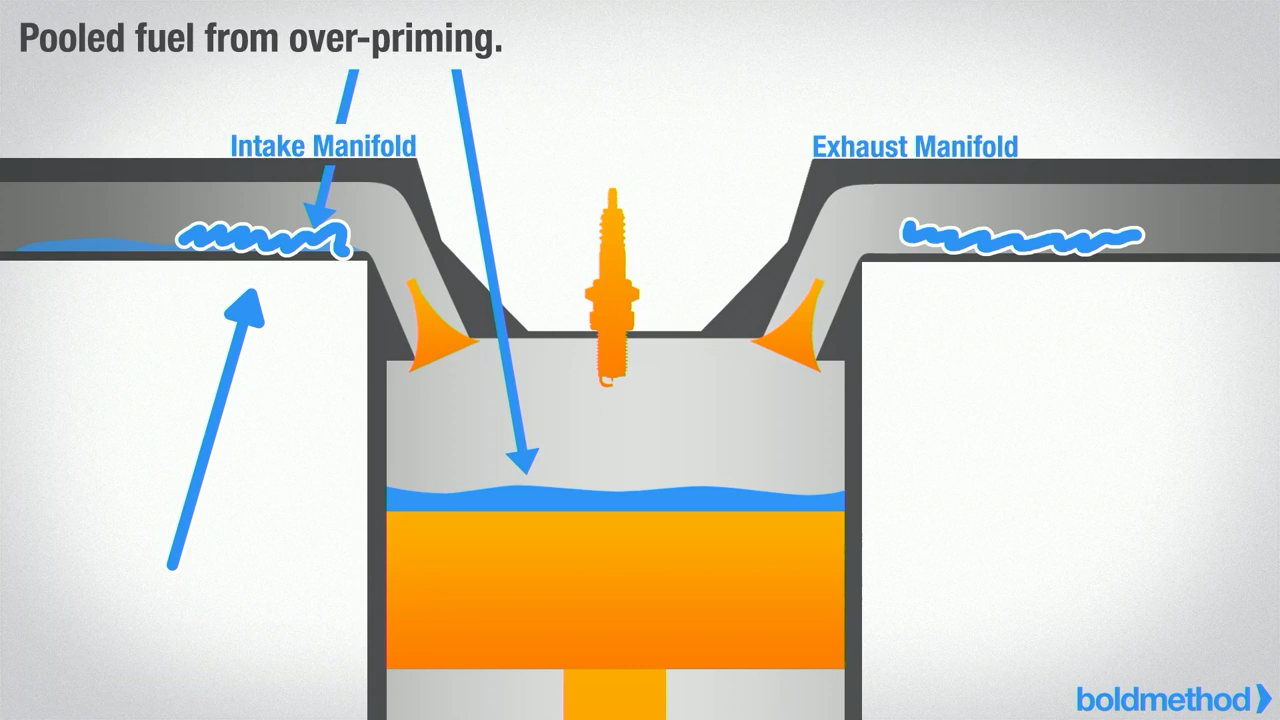 Pooled fuel from over-priming.
Intake Manifold
Exhaust Manifold
boldmethod